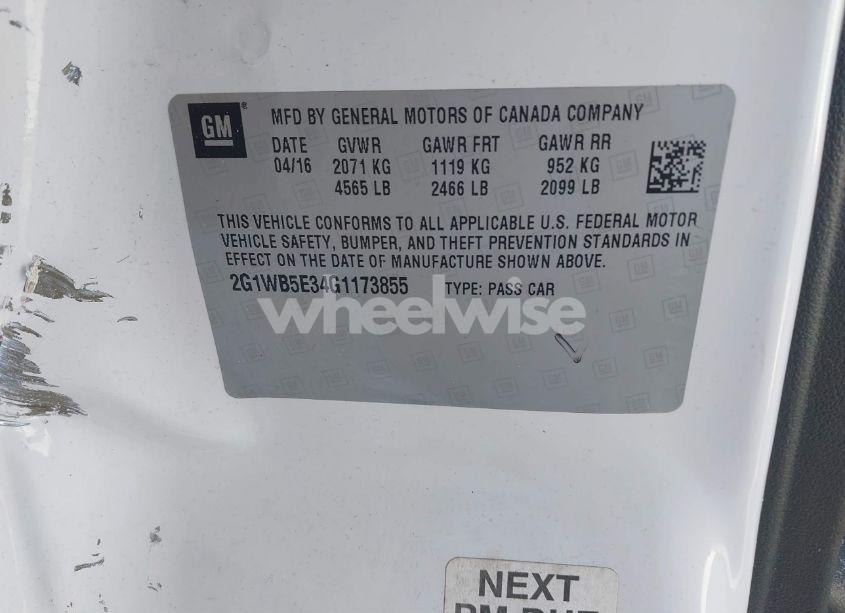 GM
MFD BY GENERAL MOTORS OF CANADA COMPANY
DATE GVWR GAWR FRT GAWR RR
04/16 2071 KG 1119 KG 952 KG
4565 LB 2466 LB 2099 LB
THIS VEHICLE CONFORMS TO ALL APPLICABLE U.S. FEDERAL MOTOR
VEHICLE SAFETY, BUMPER, AND THEFT PREVENTION STANDARDS IN
EFFECT ON THE DATE OF MANUFACTURE SHOWN ABOVE.
2G1WB5E34G1173855 TYPE: PASS CAR
wheelwise
NEXT
PM DUE